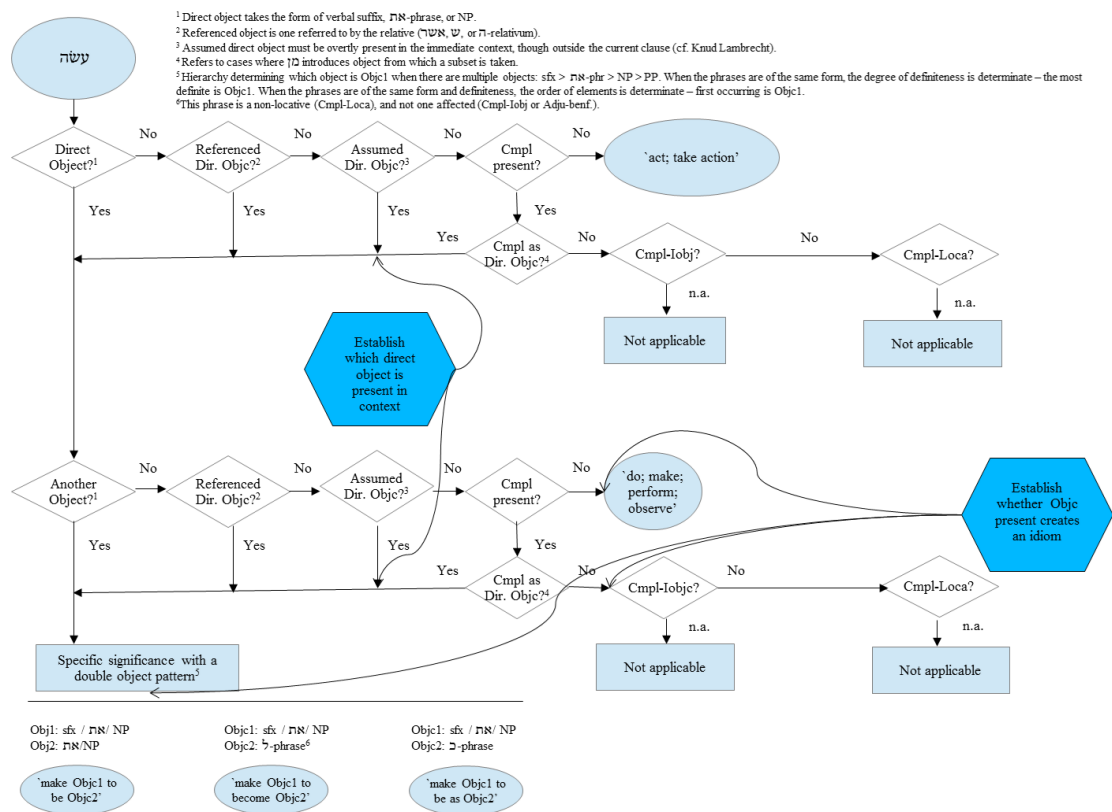 ¹ Direct object takes the form of verbal suffix, את-phrase, or NP.
² Referenced object is one referred to by the relative (אשר, ש, or ה-relativum).
³ Assumed direct object must be overtly present in the immediate context, though outside the current clause (cf. Knud Lambrecht).
⁴ Refers to cases where מן introduces object from which a subset is taken.
⁵ Hierarchy determining which object is Objc1 when there are multiple objects: sfx > את-phr > NP > PP. When the phrases are of the same form, the degree of definiteness is determinate – the most
definite is Objc1. When the phrases are of the same form and definiteness, the order of elements is determinate – first occurring is Objc1.
⁶This phrase is a non-locative (Cmpl-Loca), and not one affected (Cmpl-Iobj or Adju-benf.).
עשׂה
Direct
Object?¹
No
Referenced
Dir. Objc?²
No
Assumed
Dir. Objc?³
No
Cmpl
present?
No
`act; take action’
Yes
Yes
Yes
Yes
Yes
Cmpl as
Dir. Objc?⁴
No
Cmpl-Iobj?
No
Cmpl-Loca?
n.a.
n.a.
Not applicable
Not applicable
Establish
which direct
object is
present in
context
Another
Object?¹
No
Referenced
Dir. Objc?²
No
Assumed
Dir. Objc?³
No
Cmpl
present?
No
`do; make;
perform;
observe’
Establish
whether Objc
present creates
an idiom
Yes
Yes
Yes
Yes
Yes
Cmpl as
Dir. Objc?⁴
No
Cmpl-Iobjc?
No
Cmpl-Loca?
n.a.
n.a.
Not applicable
Not applicable
Specific significance with a
double object pattern⁵
Obj1: sfx / את/ NP
Obj2: את/NP
`make Objc1 to
be Objc2’
Objc1: sfx / את/ NP
Objc2: ל-phrase⁶
`make Objc1 to
become Objc2’
Objc1: sfx / את/ NP
Objc2: כ-phrase
`make Objc1 to
be as Objc2’